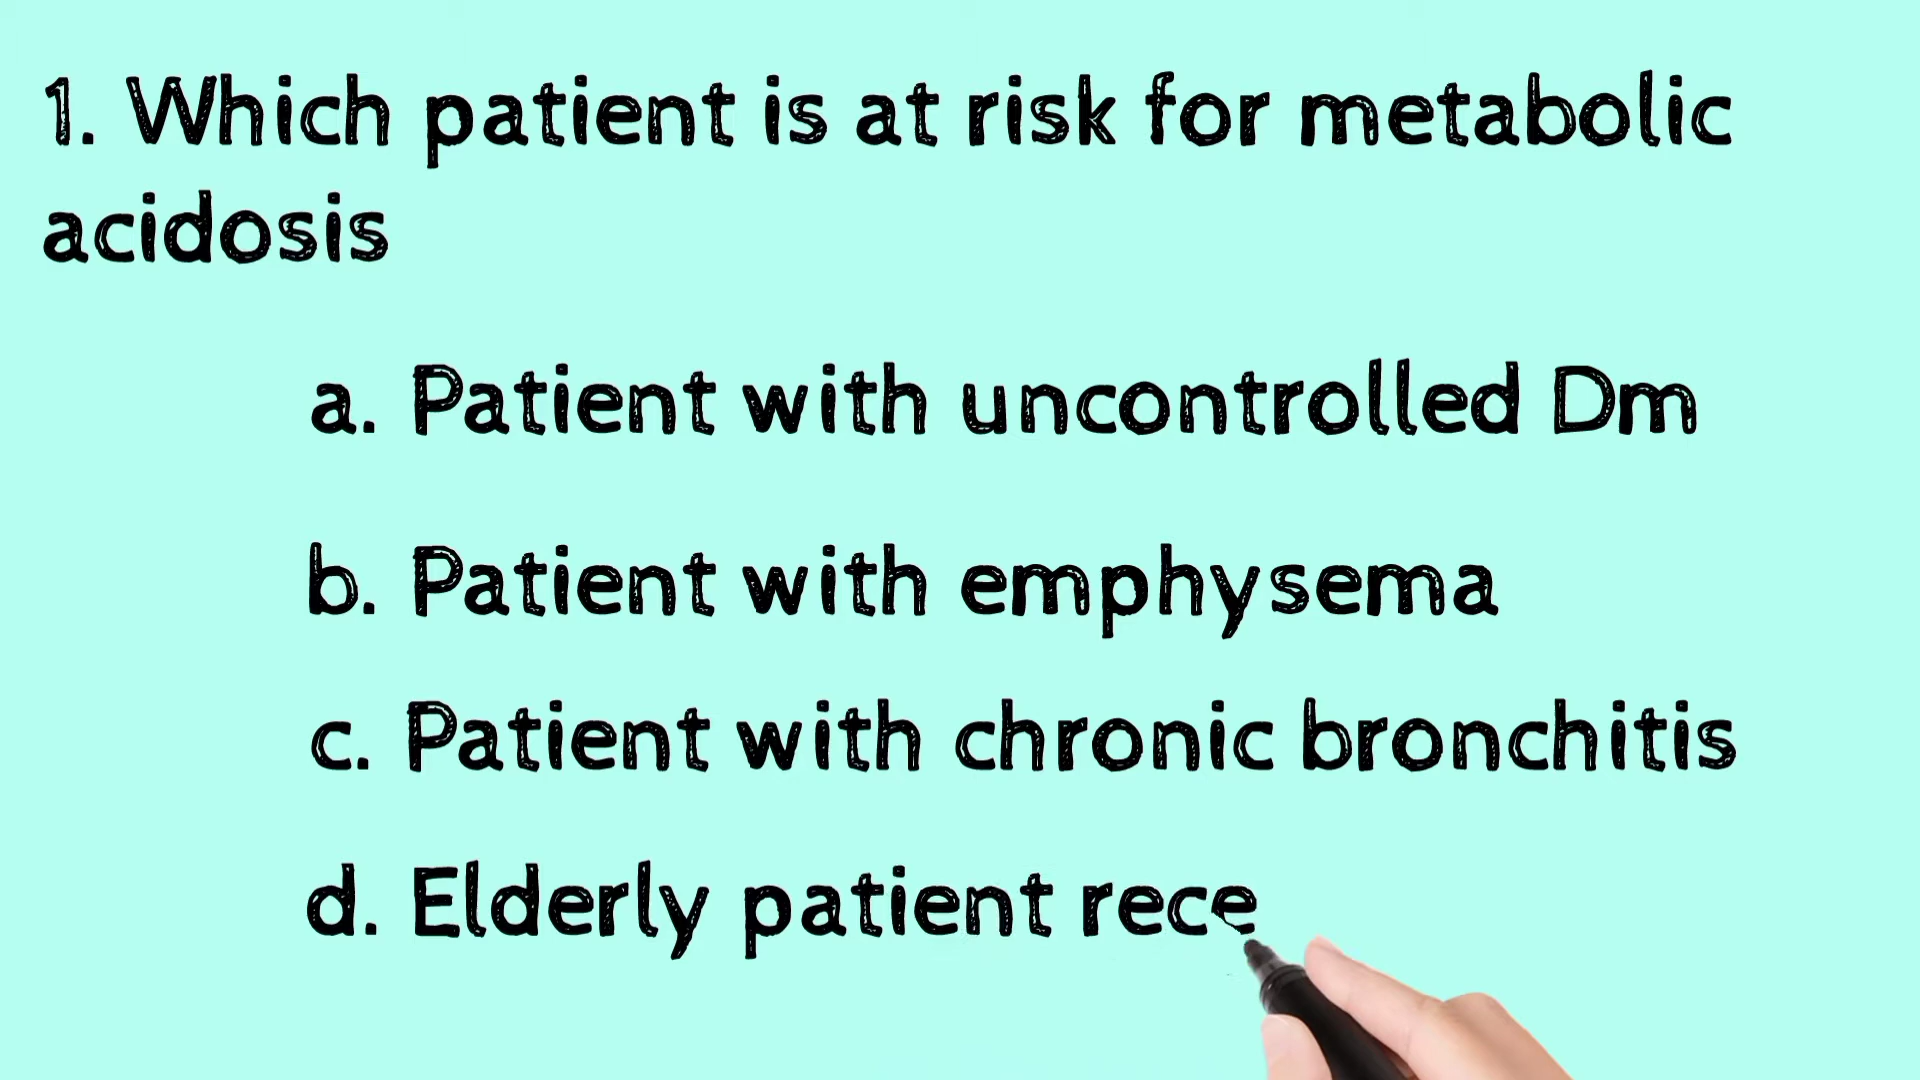 1. Which patient is at risk for metabolic
acidosis
a. Patient with uncontrolled Dm
b. Patient with emphysema
c. Patient with chronic bronchitis
d. Elderly patient rece